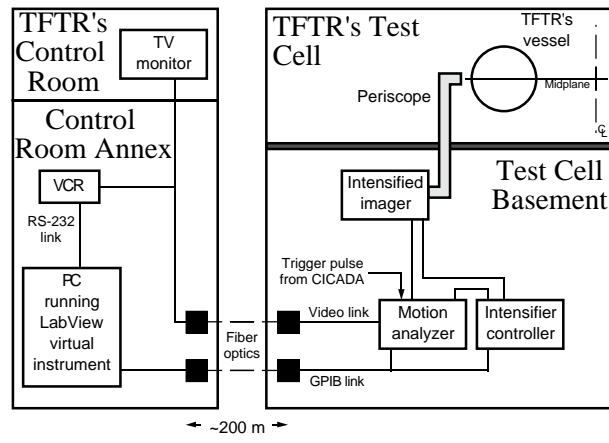 TFTR's
Control
Room
TV
monitor
Control
Room Annex
VCR
RS-232
link
PC
running
LabView
virtual
instrument
Fiber
optics
~200 m
TFTR's Test
Cell
TFTR's
vessel
Periscope
Midplane
℄
Test Cell
Basement
Intensified
imager
Trigger pulse
from CICADA
Video link
Motion
analyzer
Intensifier
controller
GPIB link